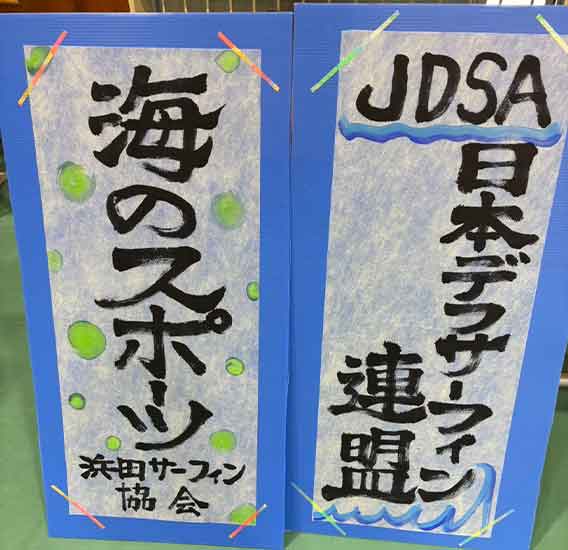 海のスポーツ
浜田サーフィン
協会
JDSA
日本デフサーフィン
連盟